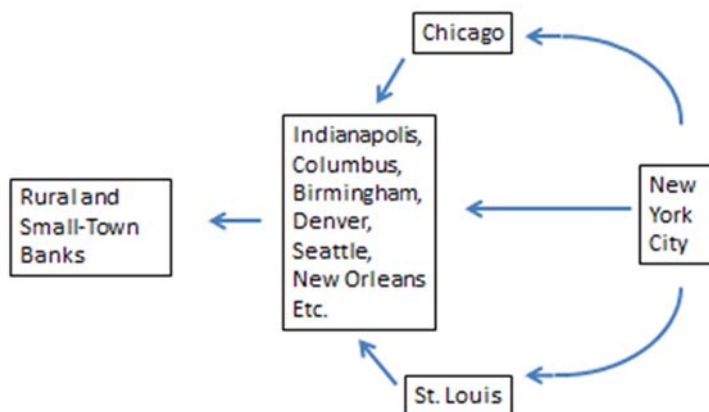 Chicago
Indianapolis,
Columbus,
Birmingham,
Denver,
Seattle,
New Orleans
Etc.
Rural and
Small-Town
Banks
New
York
City
St. Louis